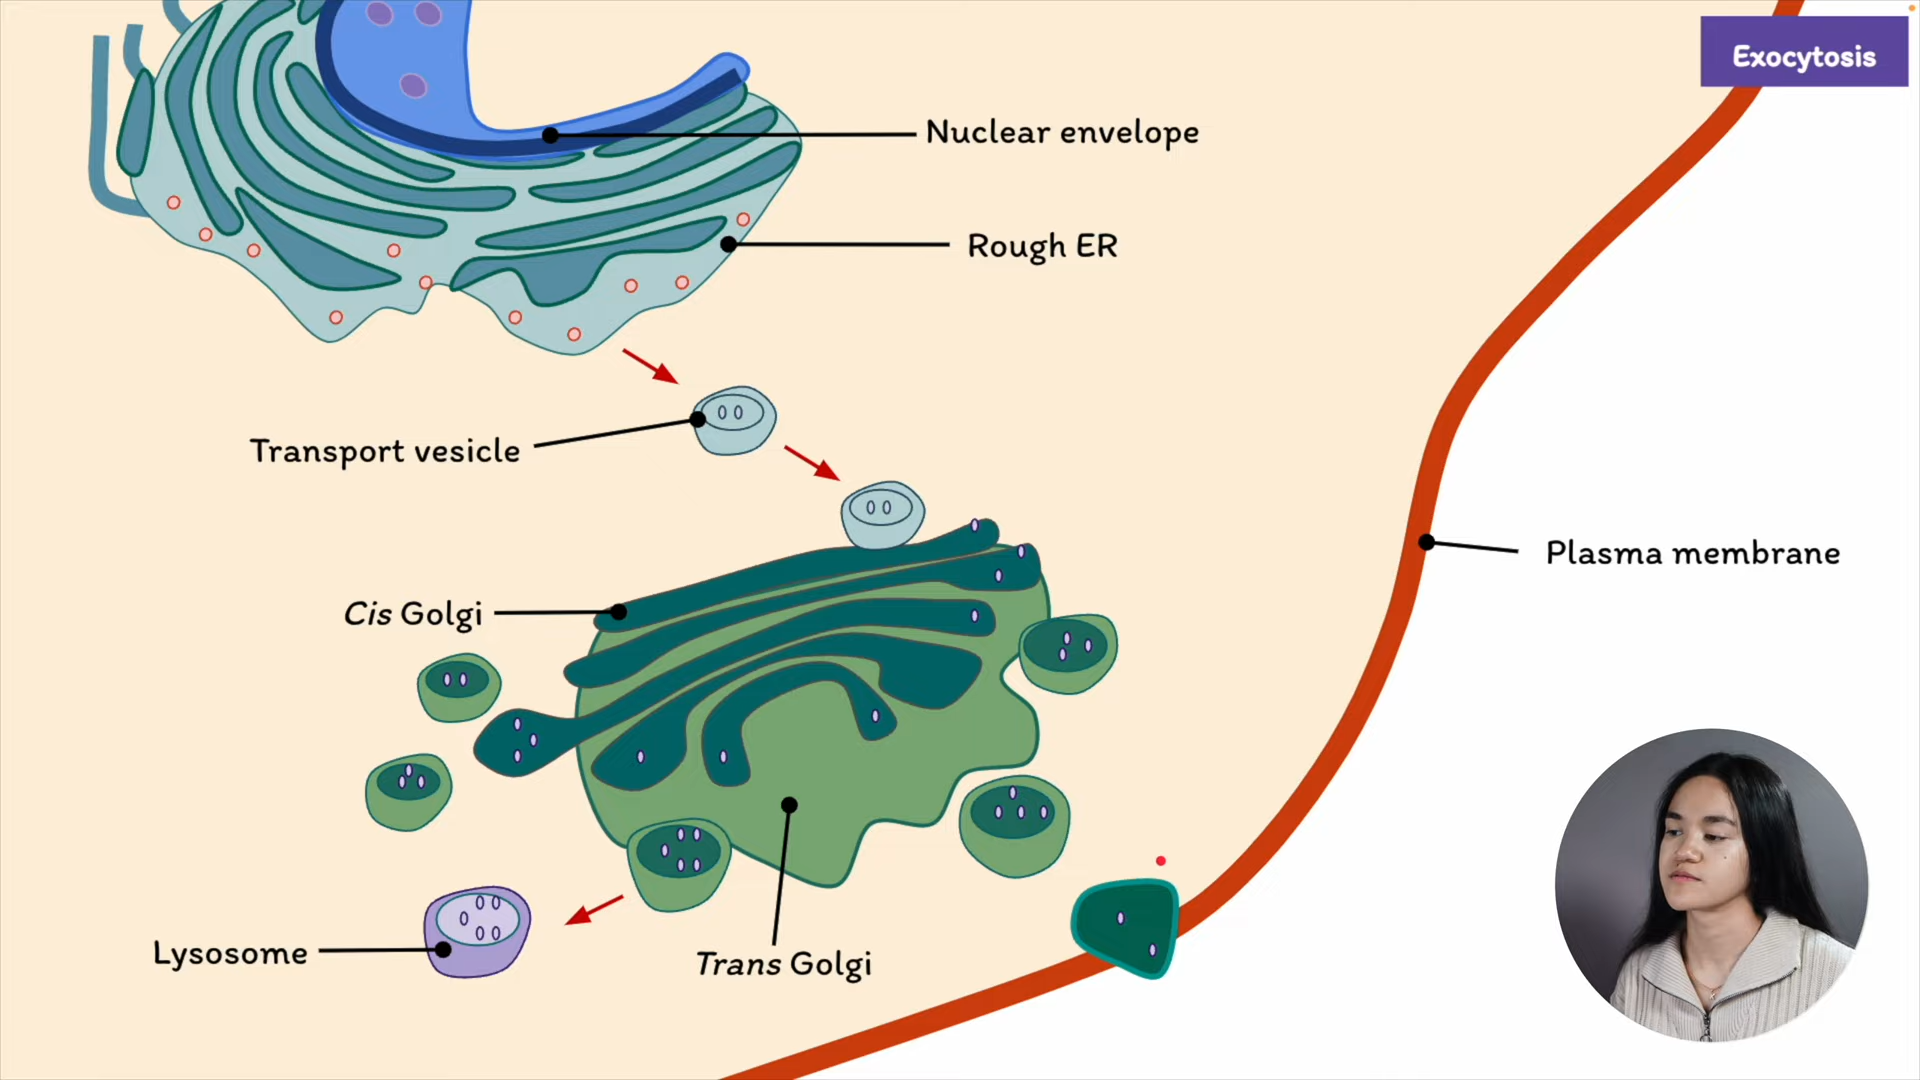 Exocytosis
Nuclear envelope
Rough ER
Transport vesicle
Plasma membrane
Cis Golgi
Lysosome
Trans Golgi